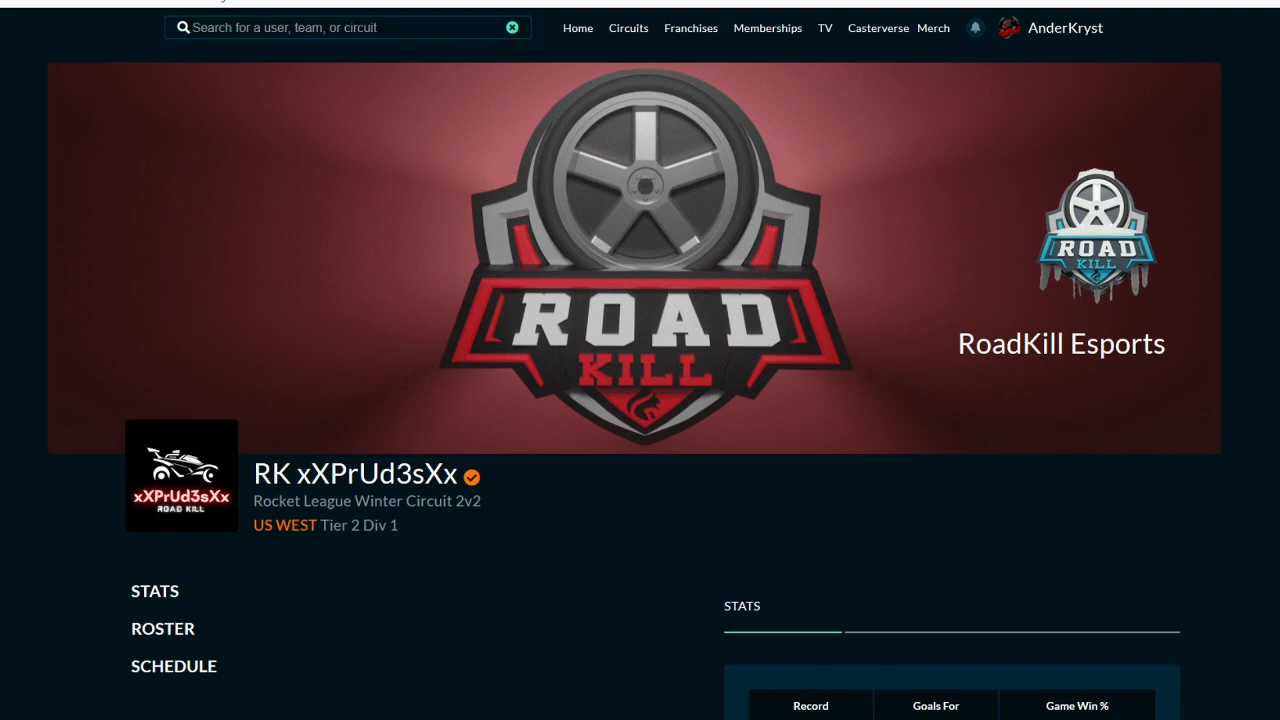 Search for a user, team, or circuit
Home Circuits Franchises Memberships TV Casterverse Merch AnderKryst
ROAD
KILL
ROAD
KILL
RoadKill Esports
xXPrUd3sXx
ROAD KILL
RK xXPrUd3sXx
Rocket League Winter Circuit 2v2
US WEST Tier 2 Div 1
STATS
ROSTER
SCHEDULE
STATS
Record Goals For Game Win %